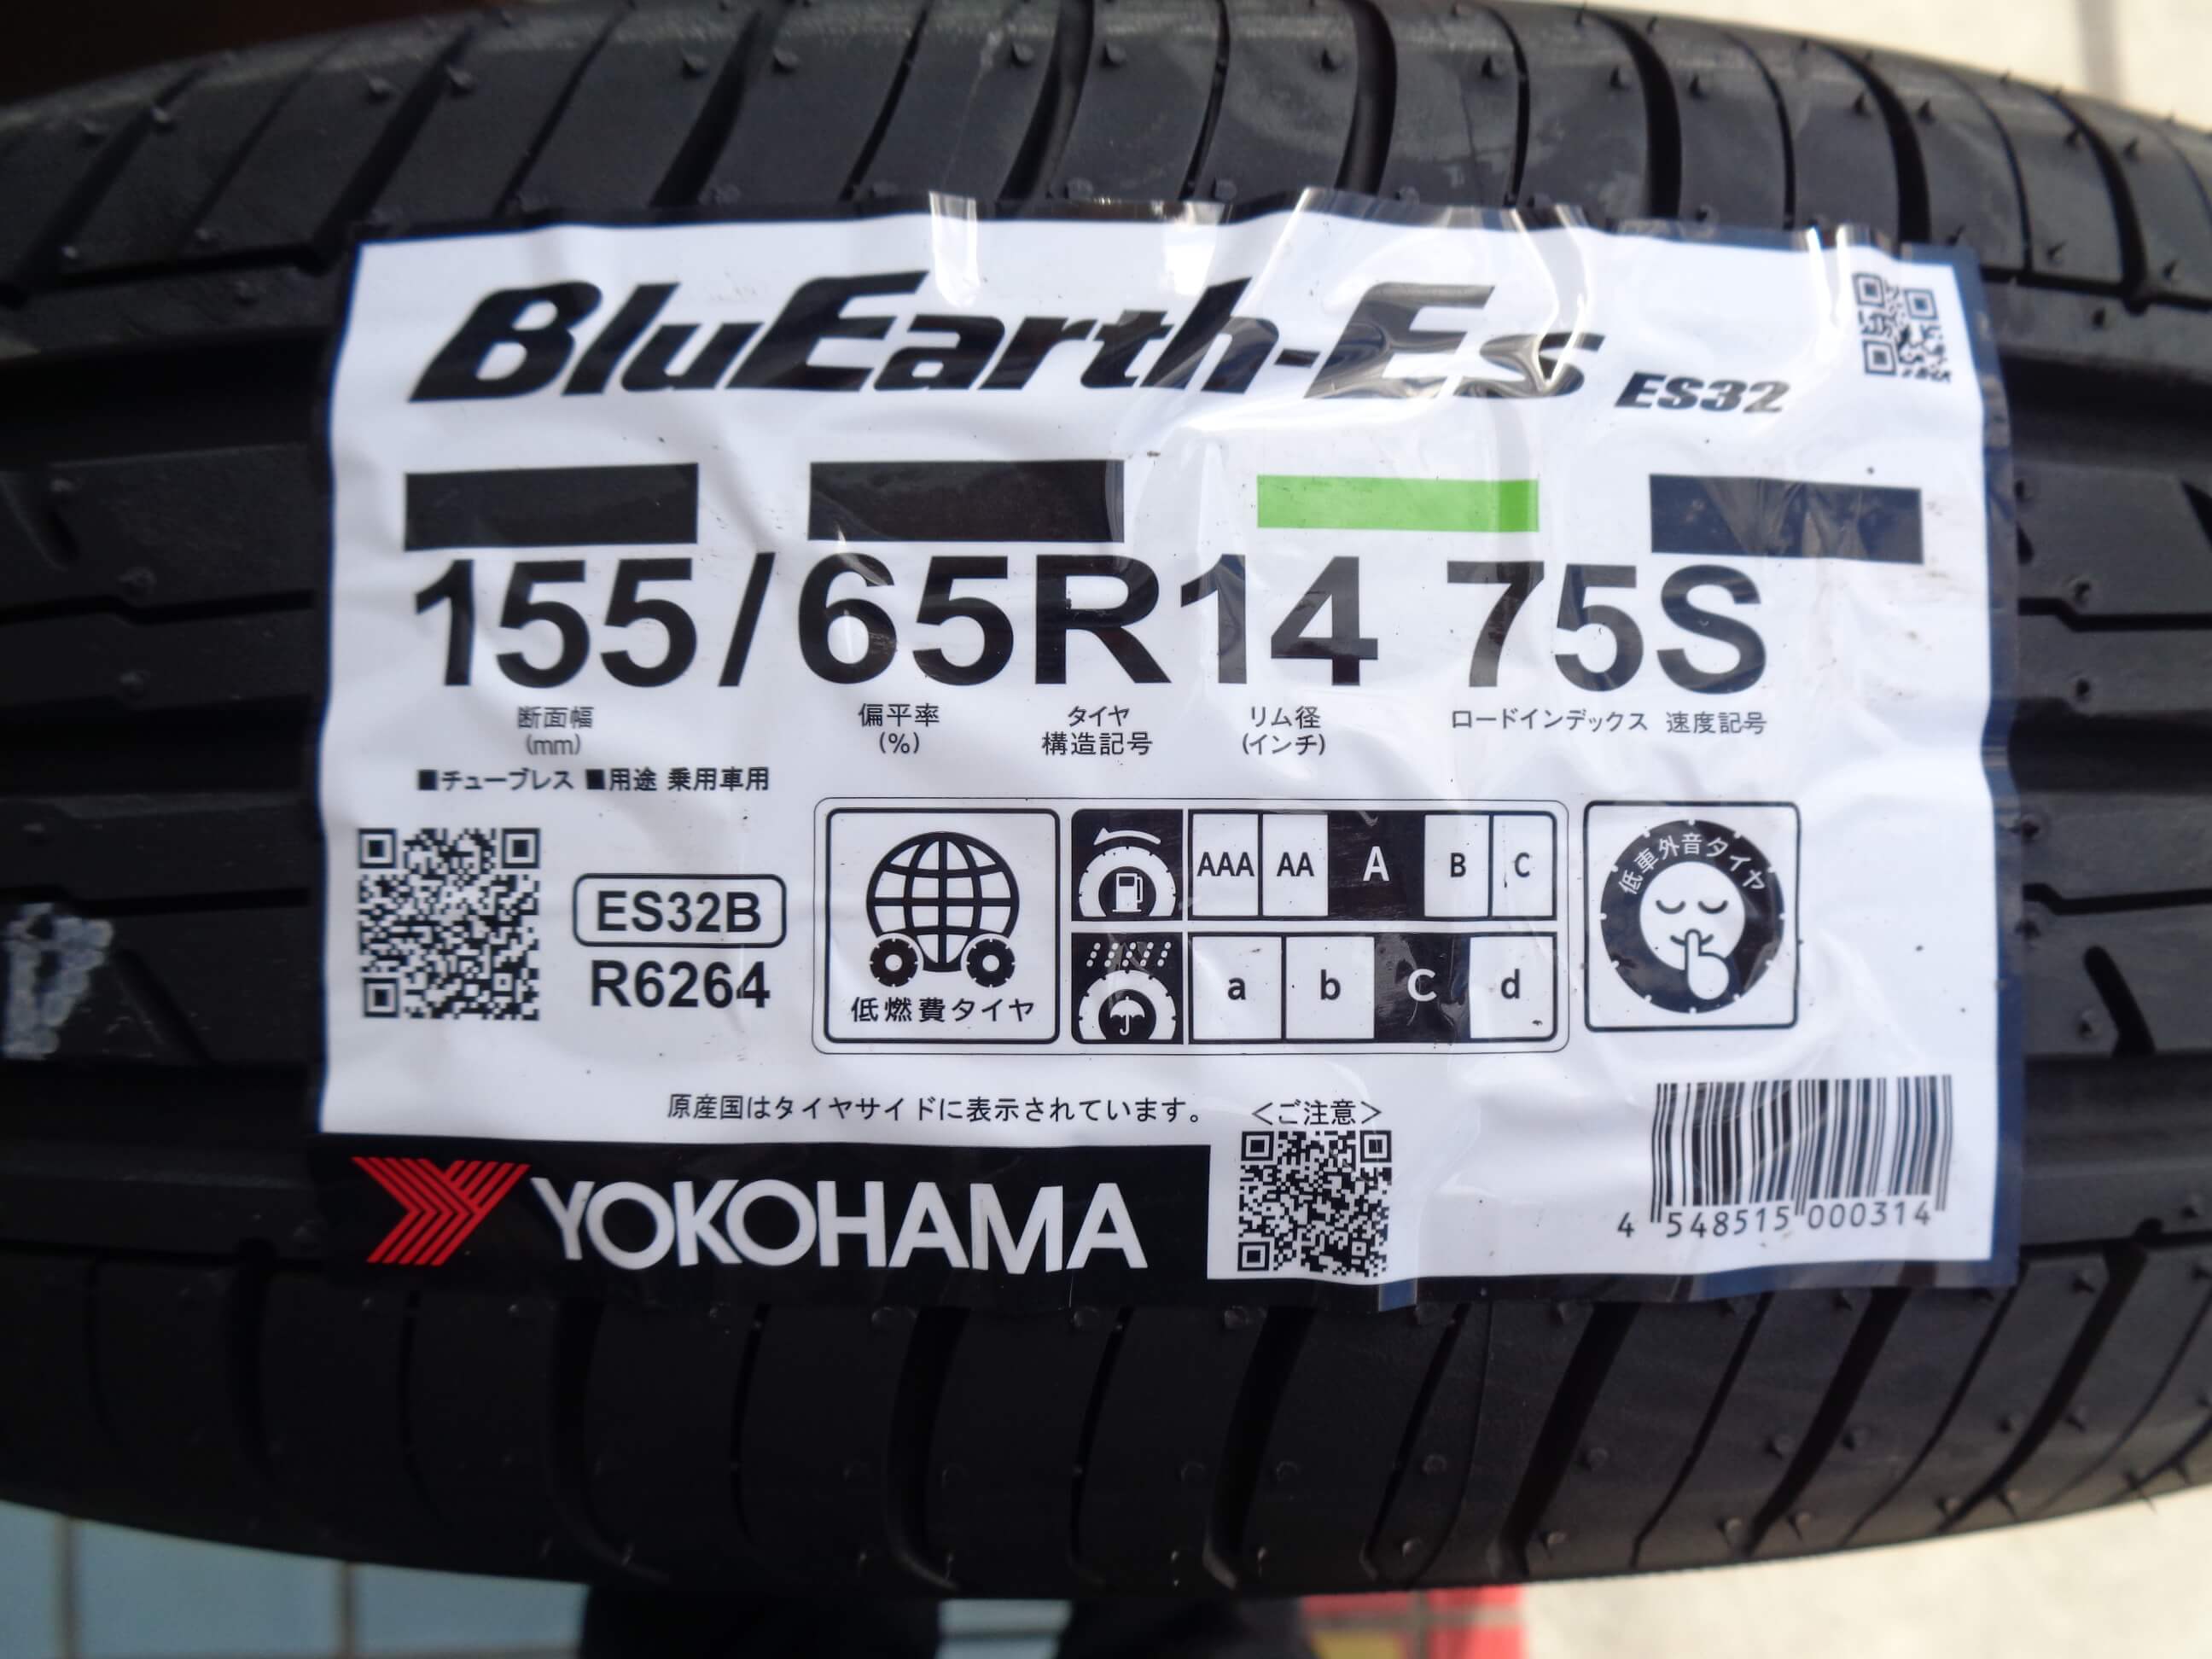 BluEarth-Es ES32
155/65R14 75S
断面幅 偏平率 タイヤ リム径 ロードインデックス 速度記号
(mm) (%) 構造記号 (インチ)
■チューブレス ■用途 乗用車用
低車外音タイヤ
AAA AA A B C
ES32B
R6264
a b c d
低燃費タイヤ
原産国はタイヤサイドに表示されています。 <ご注意>
YOKOHAMA
4 548515 000314